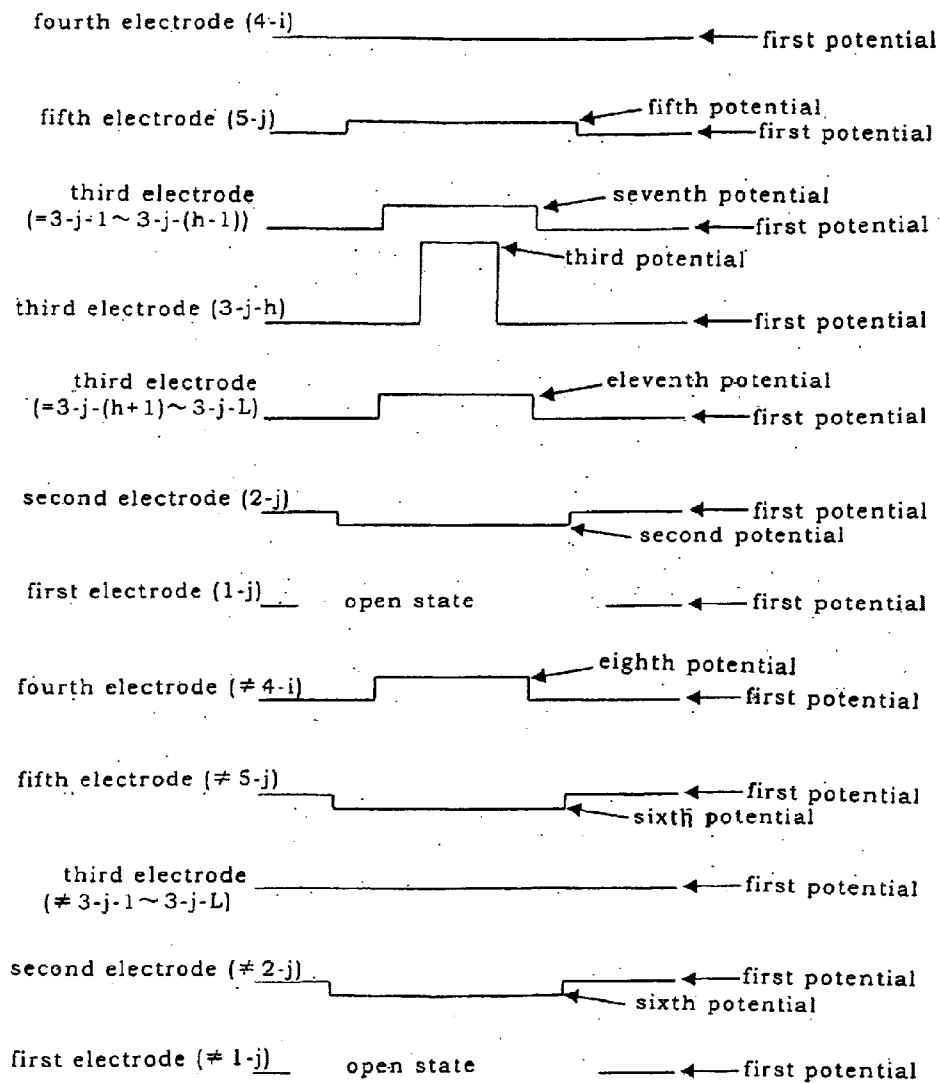 fourth electrode (4-i)
first potential
fifth electrode (5-j)
fifth potential
first potential
third electrode
(=3-j-1~3-j-(h-1))
seventh potential
first potential
third potential
third electrode (3-j-h)
first potential
third electrode
(=3-j-(h+1)~3-j-L)
eleventh potential
first potential
second electrode (2-j)
first potential
second potential
first electrode (1-j)
open state
first potential
fourth electrode (≠4-i)
eighth potential
first potential
fifth electrode (≠5-j)
first potential
sixth potential
third electrode
(≠3-j-1~3-j-L)
first potential
second electrode (≠2-j)
first potential
sixth potential
first electrode (≠1-j)
open state
first potential